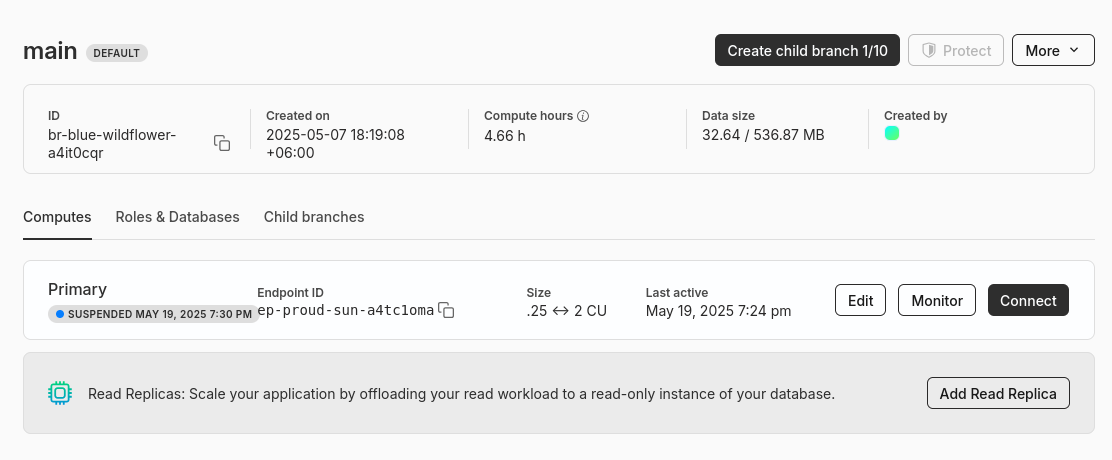 main DEFAULT
Create child branch 1/10 Protect More
ID Created on Compute hours Data size Created by
br-blue-wildflower- 2025-05-07 18:19:08 4.66 h 32.64 / 536.87 MB
a4it0cqr +06:00
Computes Roles & Databases Child branches
Primary Endpoint ID Size Last active
SUSPENDED MAY 19, 2025 7:30 PM ep-proud-sun-a4tc1oma .25 ↔ 2 CU May 19, 2025 7:24 pm
Edit Monitor Connect
Read Replicas: Scale your application by offloading your read workload to a read-only instance of your database.
Add Read Replica